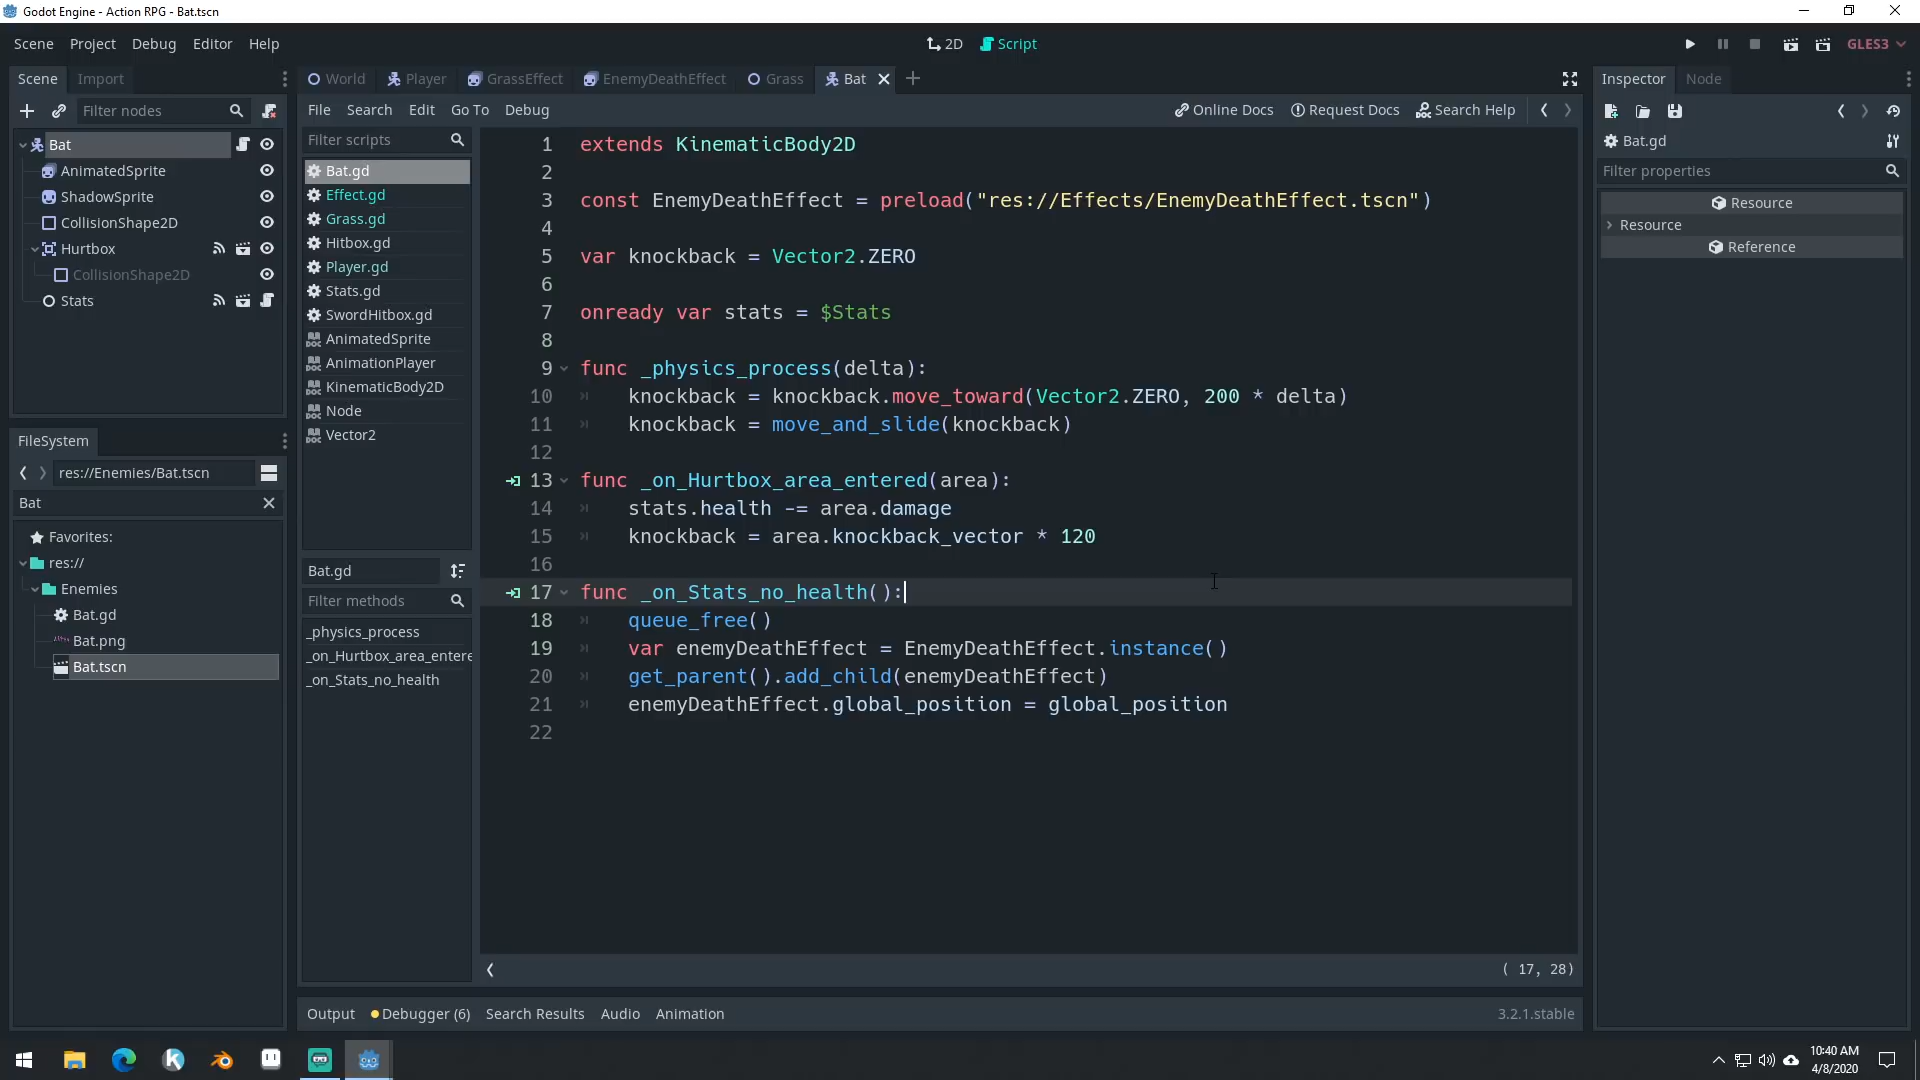 Godot Engine - Action RPG - Bat.tscn
Scene Project Debug Editor Help
2D Script
GLES3
Scene Import
Filter nodes
Bat
AnimatedSprite
ShadowSprite
CollisionShape2D
Hurtbox
CollisionShape2D
Stats
FileSystem
res://Enemies/Bat.tscn
Bat
Favorites:
res://
Enemies
Bat.gd
Bat.png
Bat.tscn
World Player GrassEffect EnemyDeathEffect Grass Bat
File Search Edit Go To Debug
Online Docs Request Docs Search Help
Filter scripts
Bat.gd
Effect.gd
Grass.gd
Hitbox.gd
Player.gd
Stats.gd
SwordHitbox.gd
AnimatedSprite
AnimationPlayer
KinematicBody2D
Node
Vector2
Bat.gd
Filter methods
_physics_process
_on_Hurtbox_area_entere
_on_Stats_no_health
1 extends KinematicBody2D
2
3 const EnemyDeathEffect = preload("res://Effects/EnemyDeathEffect.tscn")
4
5 var knockback = Vector2.ZERO
6
7 onready var stats = $Stats
8
9 func _physics_process(delta):
10 knockback = knockback.move_toward(Vector2.ZERO, 200 * delta)
11 knockback = move_and_slide(knockback)
12
13 func _on_Hurtbox_area_entered(area):
14 stats.health -= area.damage
15 knockback = area.knockback_vector * 120
16
17 func _on_Stats_no_health():
18 queue_free()
19 var enemyDeathEffect = EnemyDeathEffect.instance()
20 get_parent().add_child(enemyDeathEffect)
21 enemyDeathEffect.global_position = global_position
22
( 17, 28)
Output Debugger (6) Search Results Audio Animation
3.2.1.stable
Inspector Node
Bat.gd
Filter properties
Resource
Resource
Reference
10:40 AM
4/8/2020